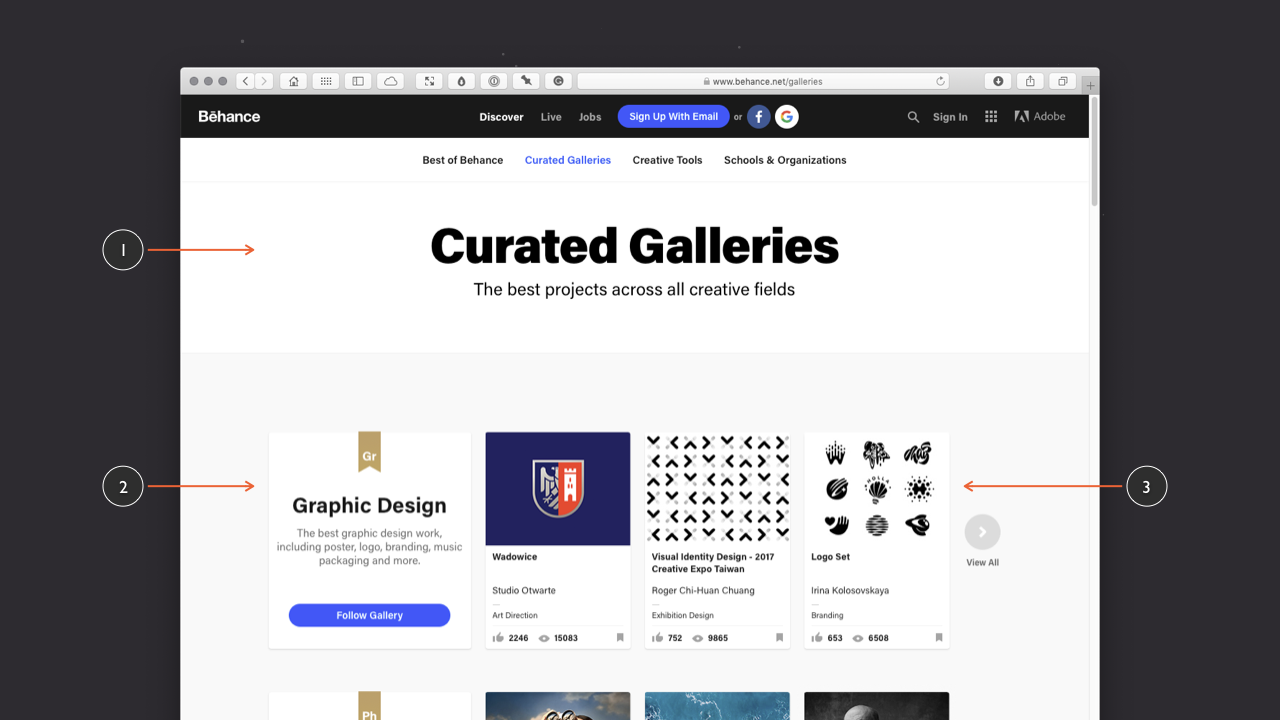 www.behance.net/galleries
Bēhance
Discover Live Jobs Sign Up With Email or Sign In Adobe
Best of Behance Curated Galleries Creative Tools Schools & Organizations
1
Curated Galleries
The best projects across all creative fields
2
Gr
Graphic Design
The best graphic design work,
including poster, logo, branding, music
packaging and more.
Follow Gallery
Wadowice
Studio Otwarte
Art Direction
2246 15083
Visual Identity Design - 2017
Creative Expo Taiwan
Roger Chi-Huan Chuang
Exhibition Design
752 9865
Logo Set
Irina Kolosovskaya
Branding
653 6508
View All
3
Ph